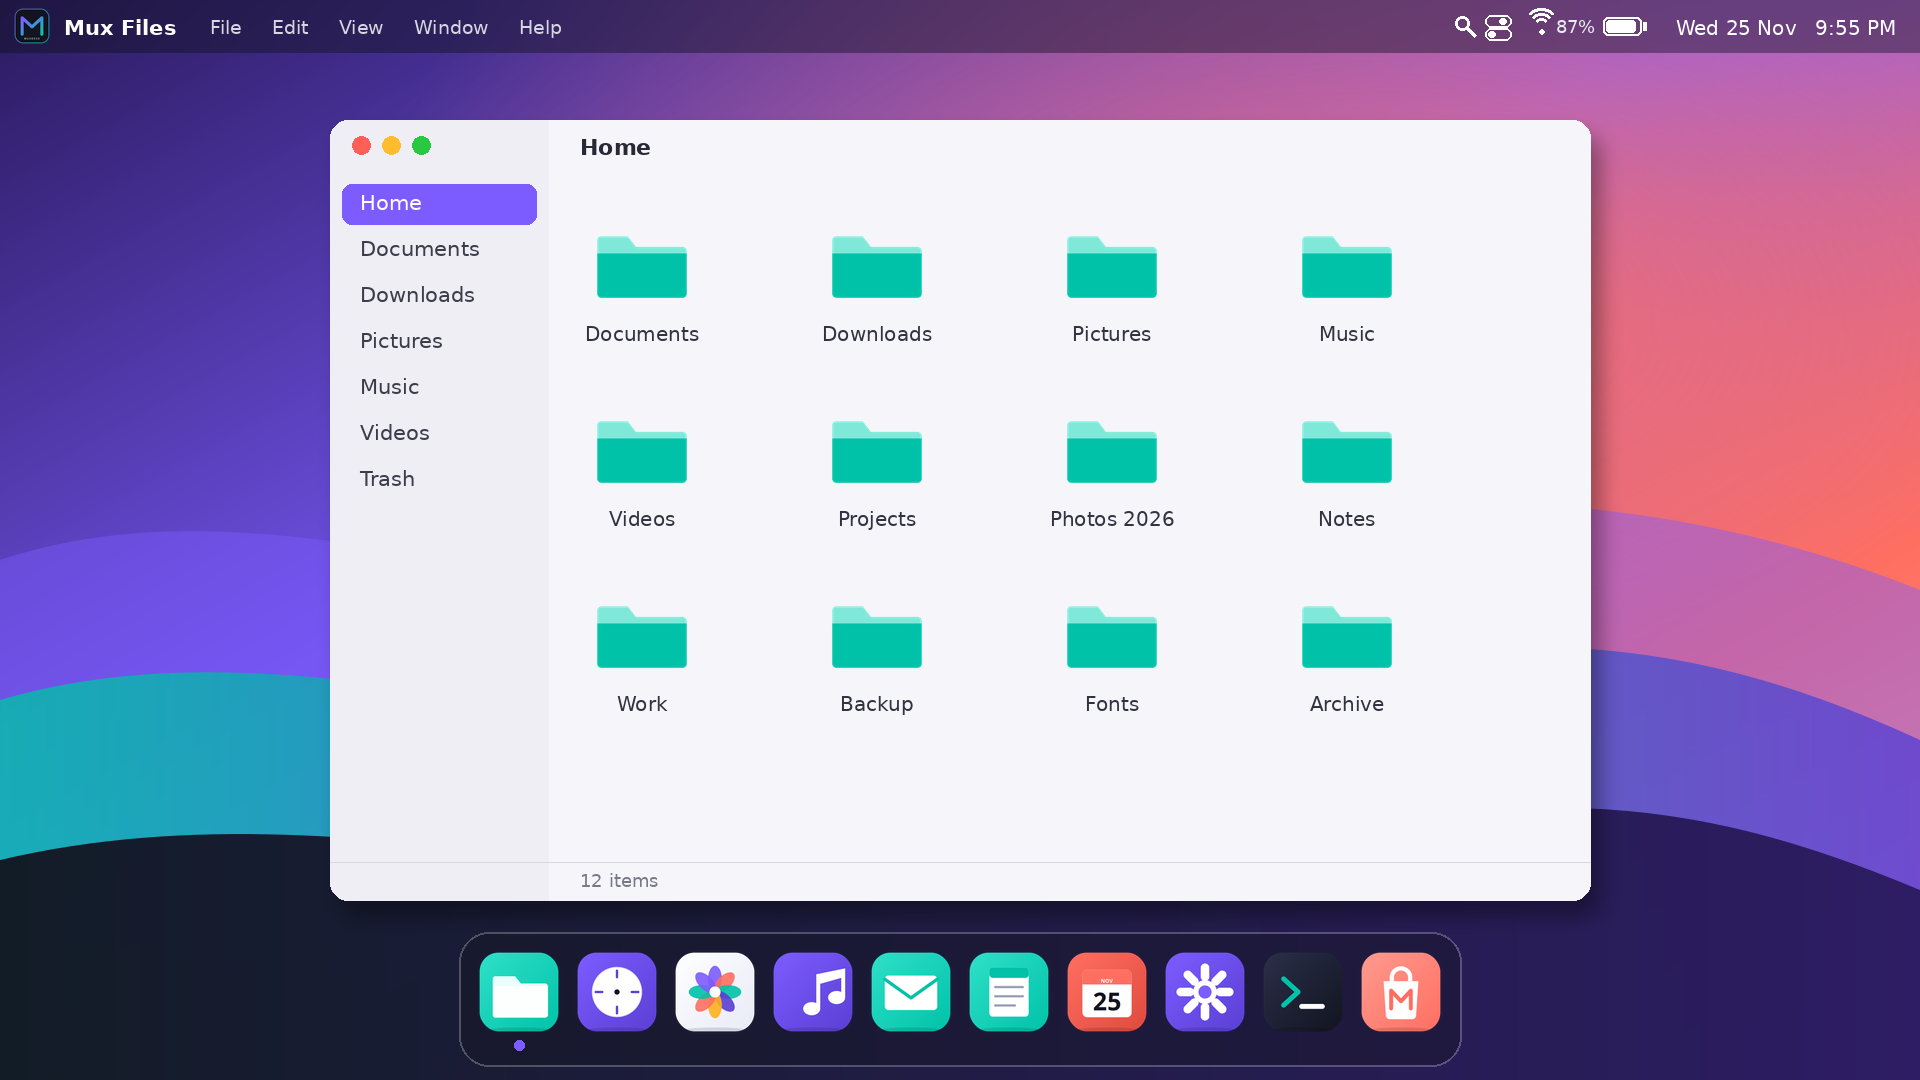 Mux Files File Edit View Window Help 87% Wed 25 Nov 9:55 PM
Home
Home
Documents
Downloads
Pictures
Music
Videos
Trash
Documents Downloads Pictures Music
Videos Projects Photos 2026 Notes
Work Backup Fonts Archive
12 items
NOV
25